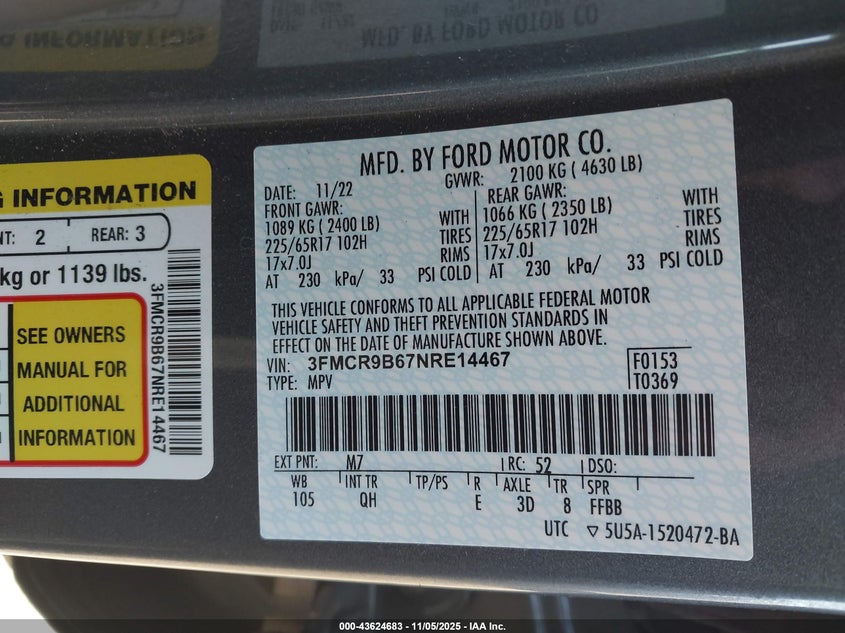 MFD. BY FORD MOTOR CO.
G INFORMATION
NT: 2 REAR: 3
kg or 1139 lbs.
SEE OWNERS
MANUAL FOR
ADDITIONAL
INFORMATION
3FMCR9B67NRE14467
MFD. BY FORD MOTOR CO.
DATE: 11/22 GVWR: 2100 KG ( 4630 LB)
FRONT GAWR: REAR GAWR:
1089 KG ( 2400 LB) WITH 1066 KG ( 2350 LB) WITH
225/65R17 102H TIRES 225/65R17 102H TIRES
17x7.0J RIMS 17x7.0J RIMS
AT 230 kPa/ 33 PSI COLD AT 230 kPa/ 33 PSI COLD
THIS VEHICLE CONFORMS TO ALL APPLICABLE FEDERAL MOTOR
VEHICLE SAFETY AND THEFT PREVENTION STANDARDS IN
EFFECT ON THE DATE OF MANUFACTURE SHOWN ABOVE.
VIN: 3FMCR9B67NRE14467 F0153
TYPE: MPV T0369
EXT PNT: M7 RC: 52 DSO:
WB INT TR TP/PS R AXLE TR SPR
105 QH E 3D 8 FFBB
UTC ▽ 5U5A-1520472-BA
000-43624683 - 11/05/2025 - IAA Inc.